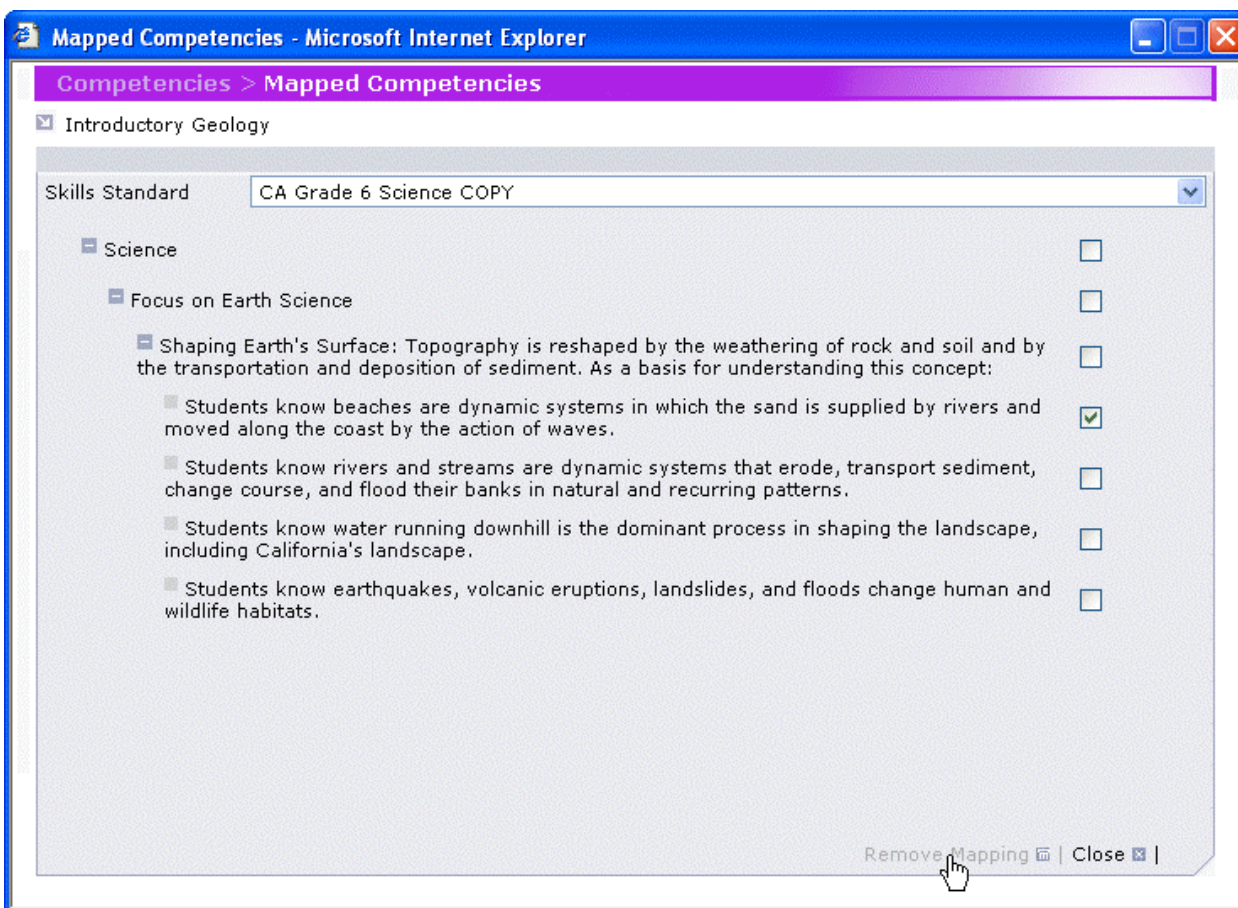 Mapped Competencies - Microsoft Internet Explorer
Competencies > Mapped Competencies
Introductory Geology
Skills Standard CA Grade 6 Science COPY
Science
Focus on Earth Science
Shaping Earth's Surface: Topography is reshaped by the weathering of rock and soil and by
the transportation and deposition of sediment. As a basis for understanding this concept:
Students know beaches are dynamic systems in which the sand is supplied by rivers and
moved along the coast by the action of waves.
Students know rivers and streams are dynamic systems that erode, transport sediment,
change course, and flood their banks in natural and recurring patterns.
Students know water running downhill is the dominant process in shaping the landscape,
including California's landscape.
Students know earthquakes, volcanic eruptions, landslides, and floods change human and
wildlife habitats.
Remove Mapping | Close |